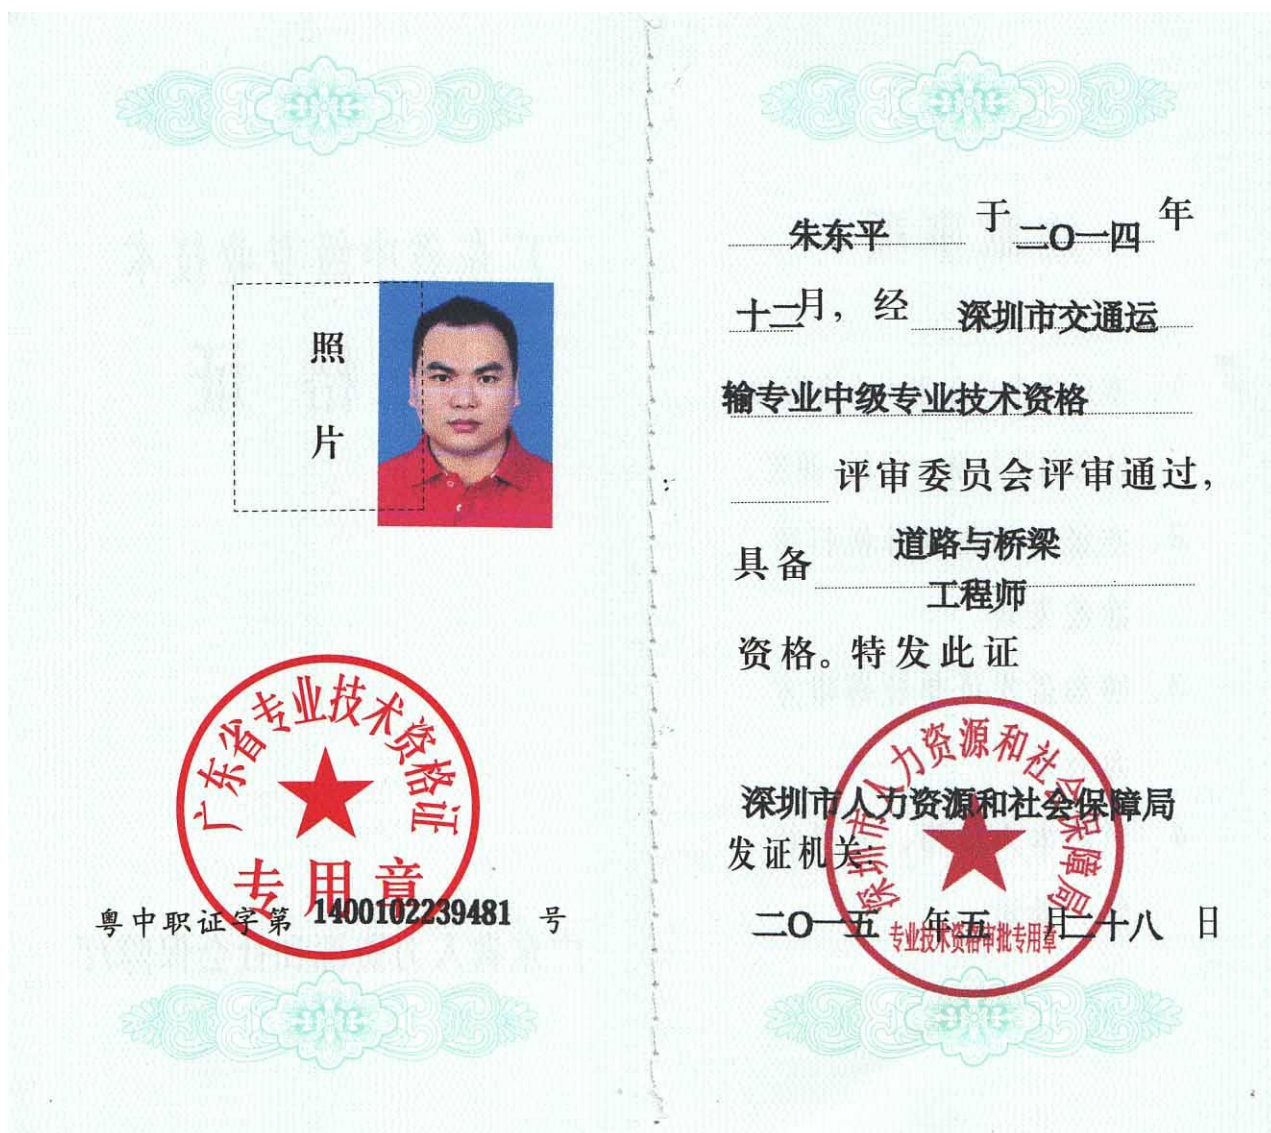 照
片
广东省专业技术资格证
专用章
粤中职证字第 1400102239481 号
朱东平 于 二O一四 年
十二月，经 深圳市交通运
输专业中级专业技术资格
评审委员会评审通过，
具备 道路与桥梁
工程师
资格。特发此证
深圳市人力资源和社会保障局
深圳市人力资源和社会保障局
发证机关：
二O一五 年五 月二十八 日
专业技术资格审批专用章